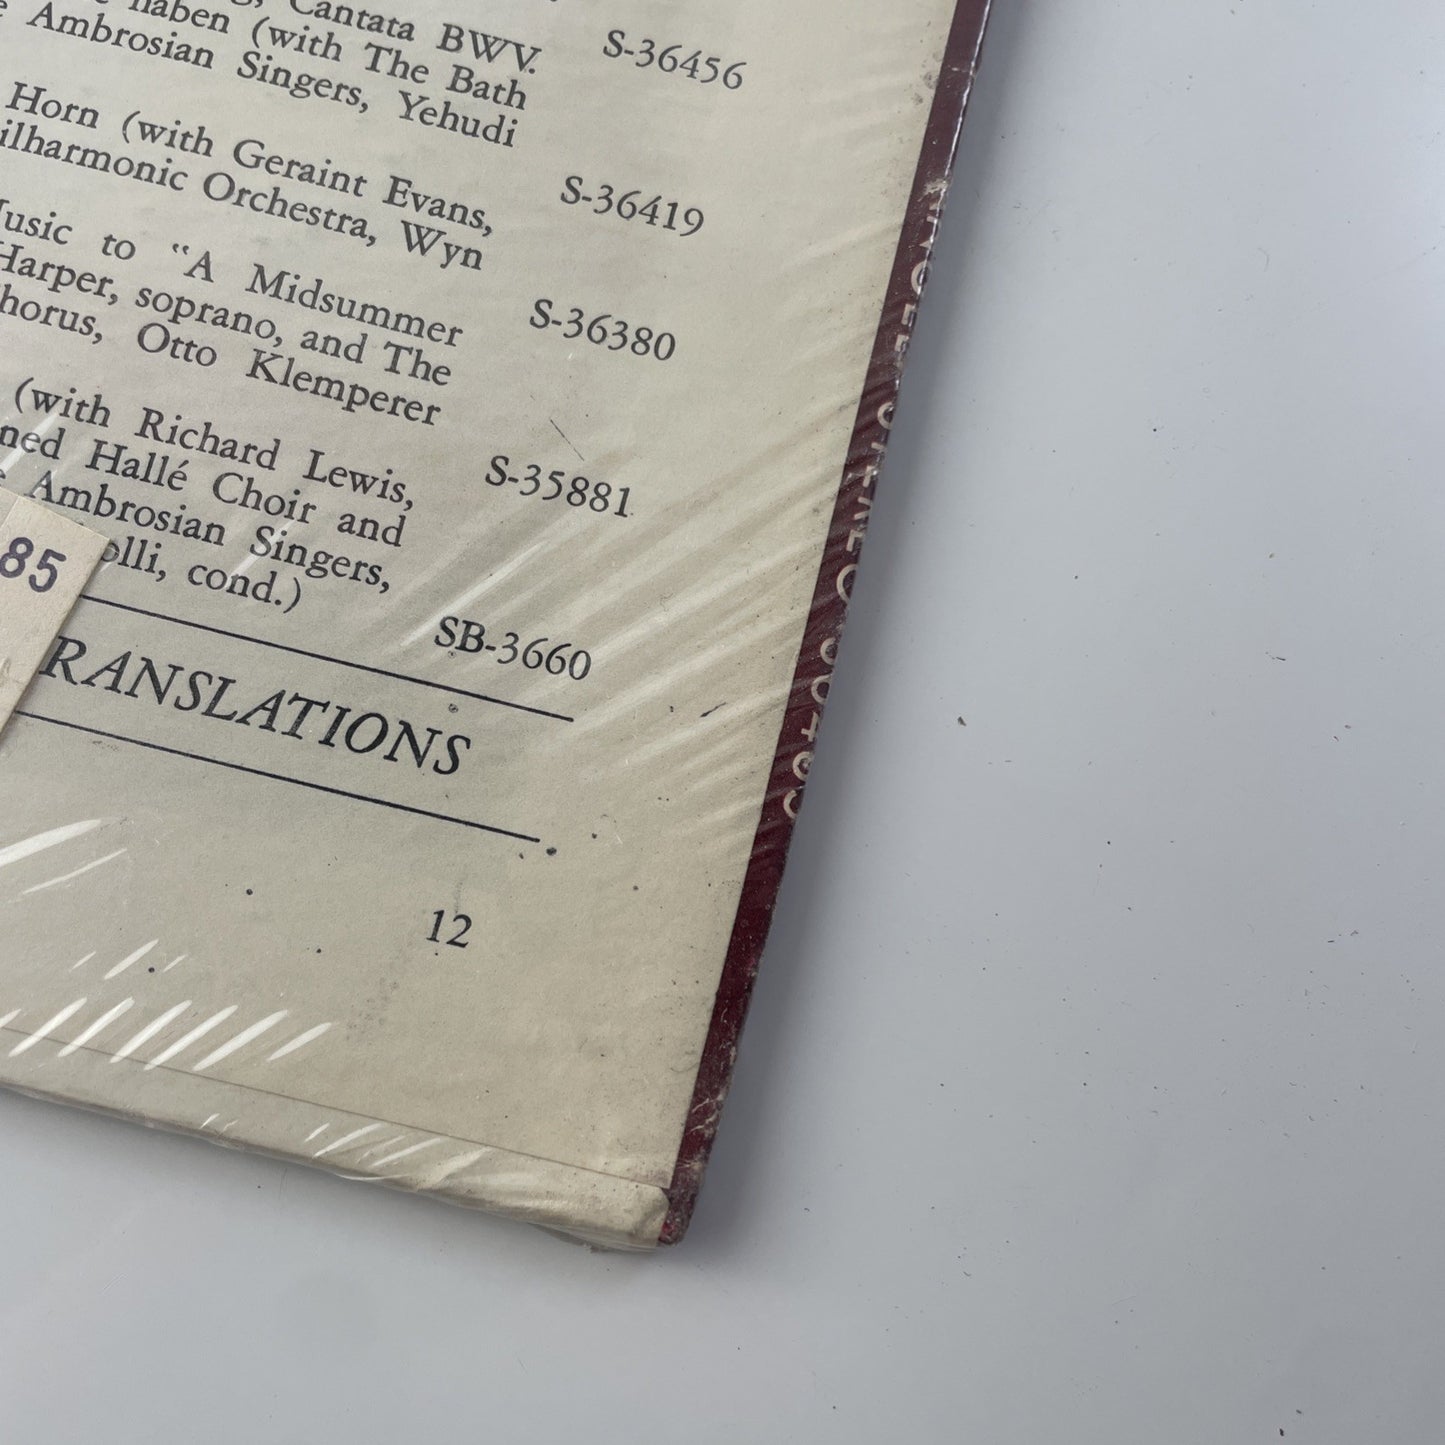 Cantata BWV.
haben (with The Bath
Ambrosian Singers, Yehudi
S-36456
Horn (with Geraint Evans,
ilharmonic Orchestra, Wyn
S-36419
usic to "A Midsummer
Harper, soprano, and The
horus, Otto Klemperer
S-36380
(with Richard Lewis,
ned Hallé Choir and
Ambrosian Singers,
olli, cond.)
S-35881
SB-3660
85
RANSLATIONS
12